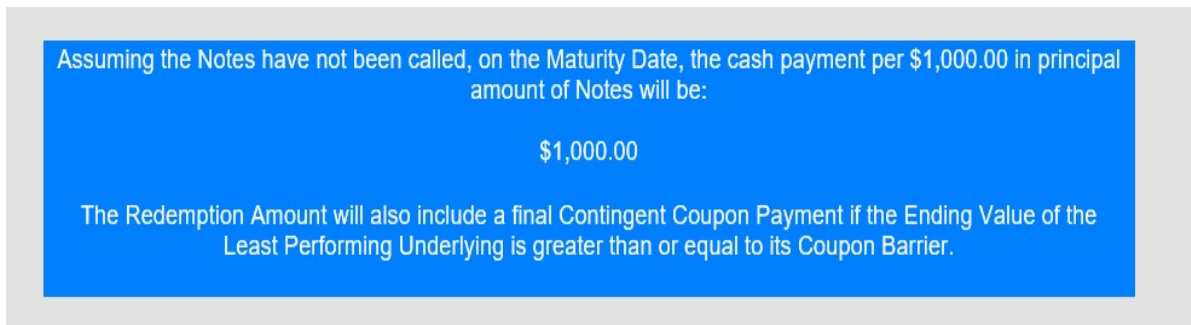 Assuming the Notes have not been called, on the Maturity Date, the cash payment per $1,000.00 in principal
amount of Notes will be:
$1,000.00
The Redemption Amount will also include a final Contingent Coupon Payment if the Ending Value of the
Least Performing Underlying is greater than or equal to its Coupon Barrier.